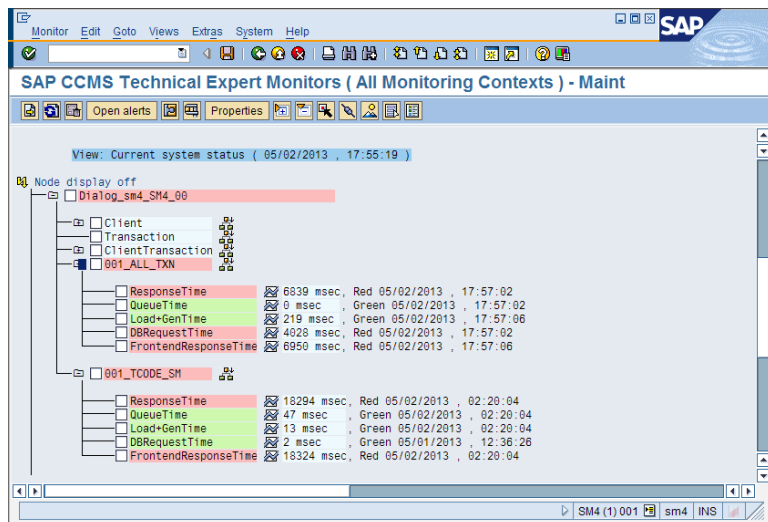 Monitor Edit Goto Views Extras System Help
SAP
SAP CCMS Technical Expert Monitors ( All Monitoring Contexts ) - Maint
Open alerts Properties
View: Current system status ( 05/02/2013 , 17:55:19 )
Node display off
Dialog_sm4_SM4_00
Client
Transaction
ClientTransaction
001_ALL_TXN
ResponseTime 6839 msec, Red 05/02/2013 , 17:57:02
QueueTime 0 msec , Green 05/02/2013 , 17:57:02
Load+GenTime 219 msec , Green 05/02/2013 , 17:57:06
DBRequestTime 4028 msec, Red 05/02/2013 , 17:57:02
FrontendResponseTime 6950 msec, Red 05/02/2013 , 17:57:06
001_TCODE_SM
ResponseTime 18294 msec, Red 05/02/2013 , 02:20:04
QueueTime 47 msec , Green 05/02/2013 , 02:20:04
Load+GenTime 13 msec , Green 05/02/2013 , 02:20:04
DBRequestTime 2 msec , Green 05/01/2013 , 12:36:26
FrontendResponseTime 18324 msec, Red 05/02/2013 , 02:20:04
SM4 (1) 001 sm4 INS